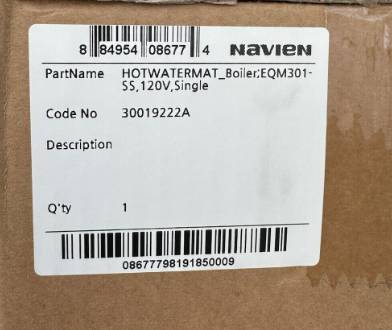 8 84954 08677 4 NAVIEN
PartName HOTWATERMAT_Boiler;EQM301-
SS,120V,Single
Code No 30019222A
Description
Q'ty 1
08677798191850009